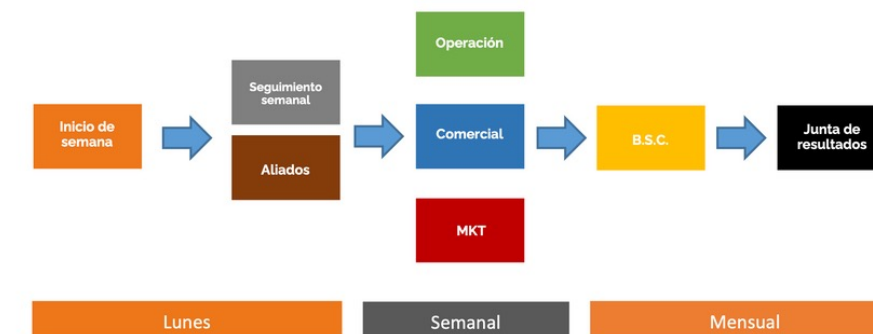 Operación
Seguimiento
semanal
Inicio de
semana
Comercial
B.S.C.
Junta de
resultados
Aliados
MKT
Lunes
Semanal
Mensual